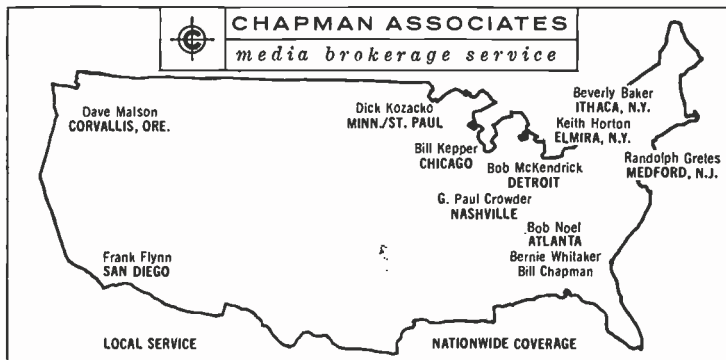 C
CHAPMAN ASSOCIATES
media brokerage service
Dave Malson
CORVALLIS, ORE.
Dick Kozacko
MINN./ST. PAUL
Beverly Baker
ITHACA, N.Y.
Keith Horton
ELMIRA, N.Y.
Bill Kepper
CHICAGO
Bob McKendrick
DETROIT
Randolph Gretes
MEDFORD, N.J.
G. Paul Crowder
NASHVILLE
Bob Noel
ATLANTA
Bernie Whitaker
Bill Chapman
Frank Flynn
SAN DIEGO
LOCAL SERVICE
NATIONWIDE COVERAGE